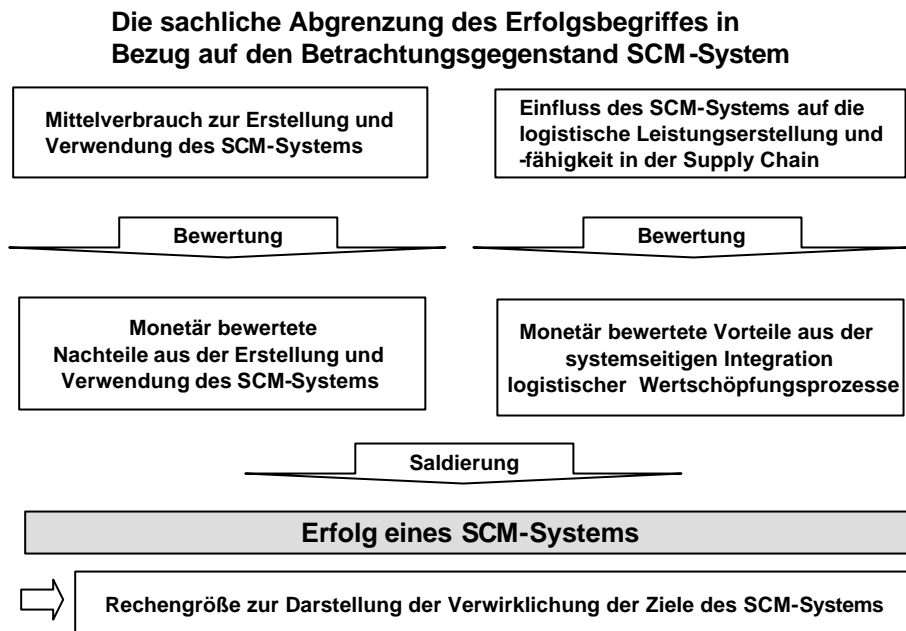 Die sachliche Abgrenzung des Erfolgsbegriffes in
Bezug auf den Betrachtungsgegenstand SCM-System
Mittelverbrauch zur Erstellung und
Verwendung des SCM-Systems
Einfluss des SCM-Systems auf die
logistische Leistungserstellung und
-fähigkeit in der Supply Chain
Bewertung
Bewertung
Monetär bewertete
Nachteile aus der Erstellung und
Verwendung des SCM-Systems
Monetär bewertete Vorteile aus der
systemseitigen Integration
logistischer Wertschöpfungsprozesse
Saldierung
Erfolg eines SCM-Systems
Rechengröße zur Darstellung der Verwirklichung der Ziele des SCM-Systems